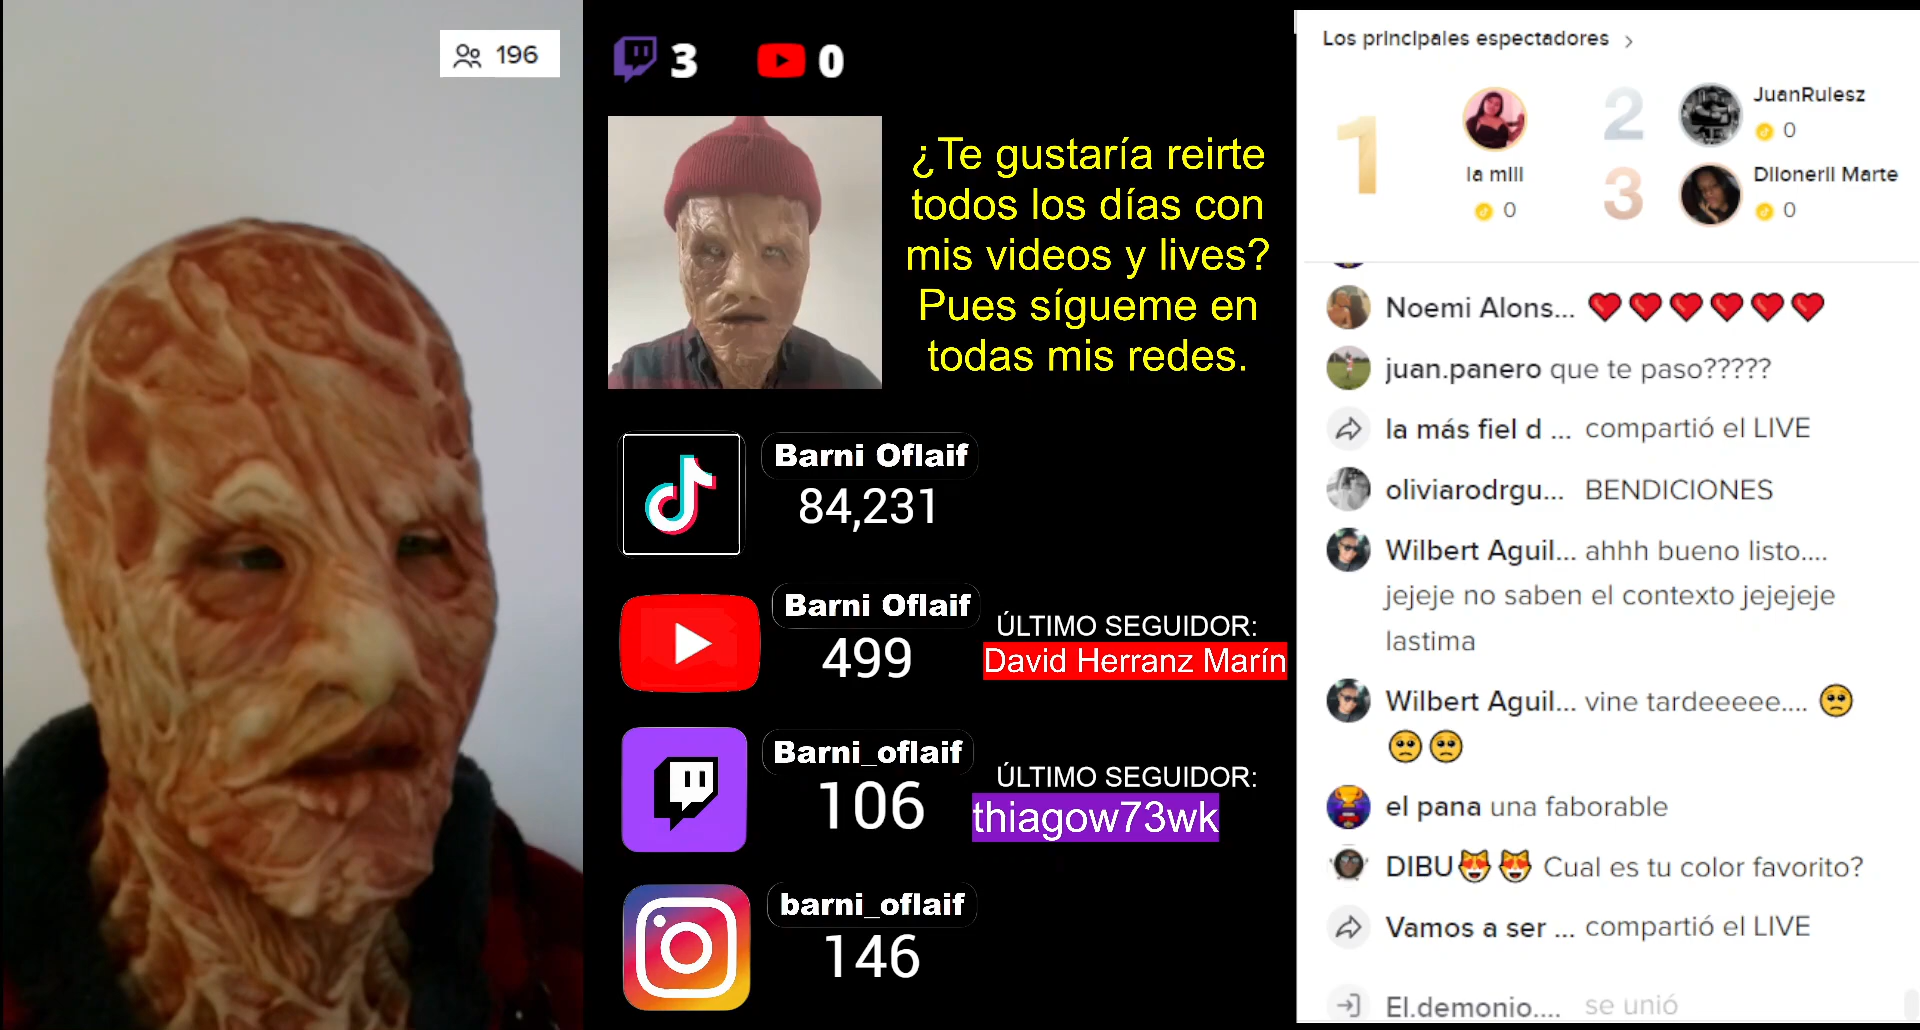 196
3
0
¿Te gustaría reirte
todos los días con
mis videos y lives?
Pues sígueme en
todas mis redes.
Barni Oflaif
84,231
Barni Oflaif
499
ÚLTIMO SEGUIDOR:
David Herranz Marín
Barni_oflaif
106
ÚLTIMO SEGUIDOR:
thiagow73wk
barni_oflaif
146
Los principales espectadores
1
la mili
0
2
JuanRulesz
0
3
Dilonerii Marte
0
Noemi Alons... ❤️❤️❤️❤️❤️❤️
juan.panero que te paso?????
la más fiel d ... compartió el LIVE
oliviarodrgu... BENDICIONES
Wilbert Aguil... ahhh bueno listo....
jejeje no saben el contexto jejejeje
lastima
Wilbert Aguil... vine tardeeeee.... 🥺
🥺🥺
el pana una faborable
DIBU😻😻 Cual es tu color favorito?
Vamos a ser ... compartió el LIVE
El.demonio.... se unió